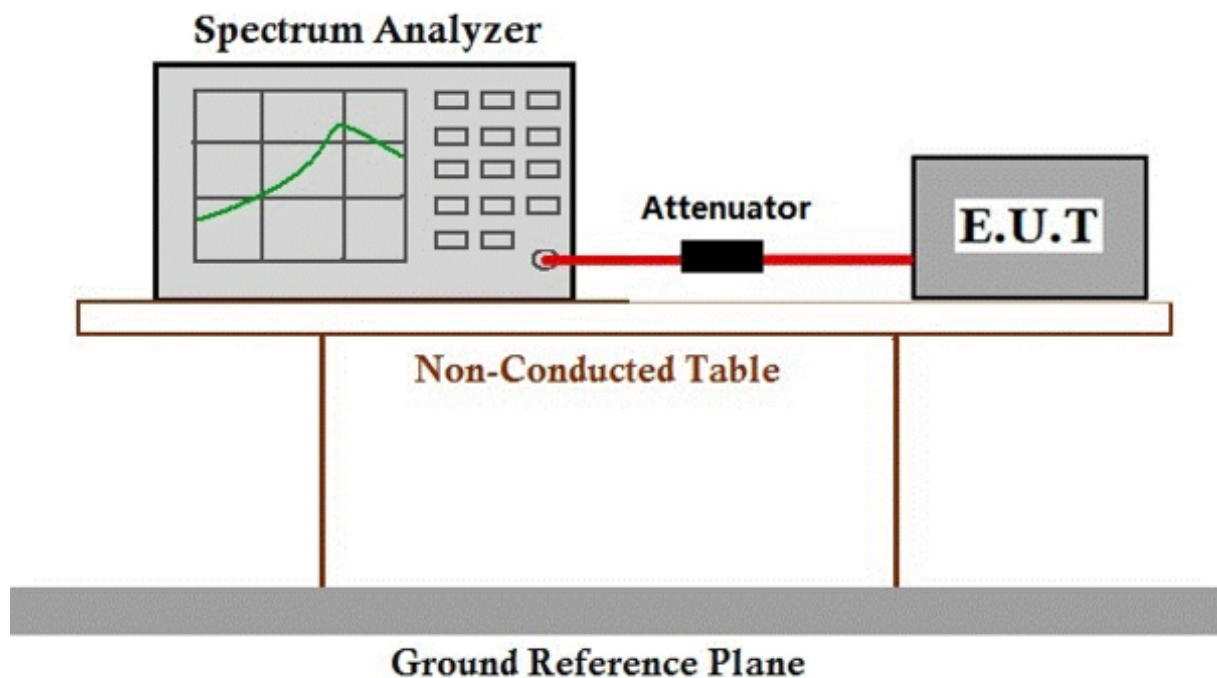 Spectrum Analyzer
Attenuator
E.U.T
Non-Conducted Table
Ground Reference Plane